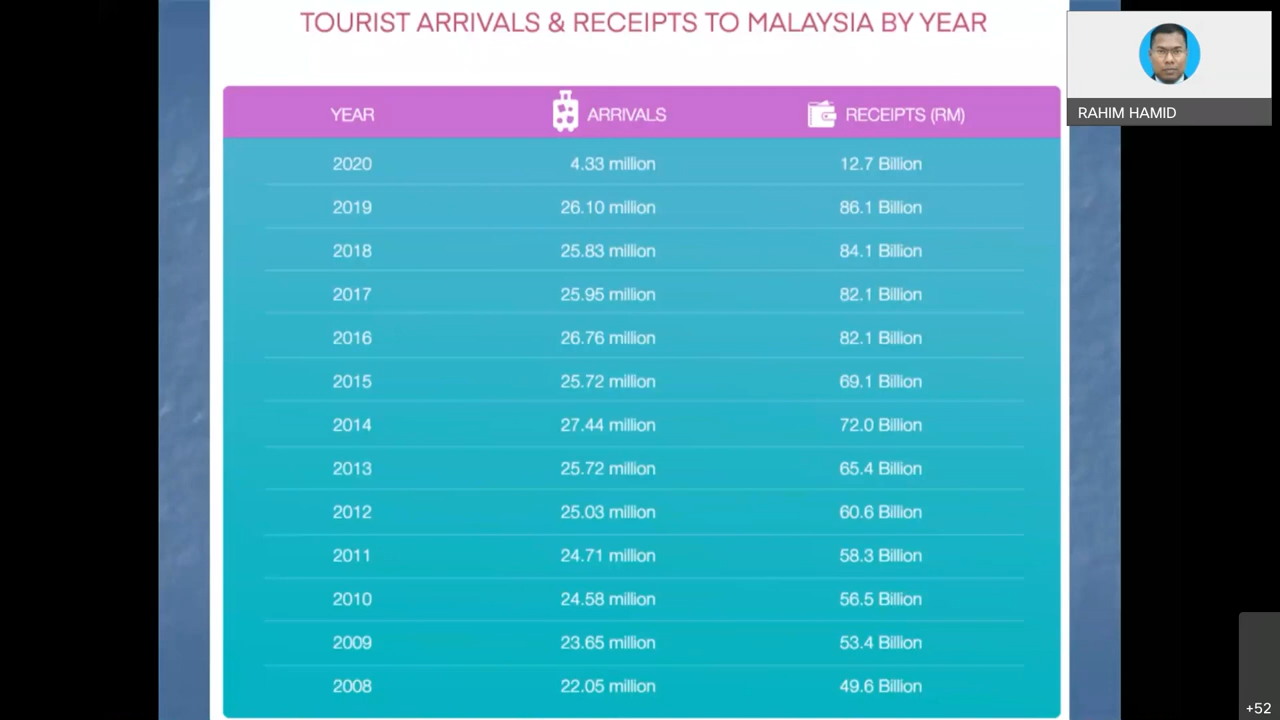 TOURIST ARRIVALS & RECEIPTS TO MALAYSIA BY YEAR
RAHIM HAMID
YEAR ARRIVALS RECEIPTS (RM)
2020 4.33 million 12.7 Billion
2019 26.10 million 86.1 Billion
2018 25.83 million 84.1 Billion
2017 25.95 million 82.1 Billion
2016 26.76 million 82.1 Billion
2015 25.72 million 69.1 Billion
2014 27.44 million 72.0 Billion
2013 25.72 million 65.4 Billion
2012 25.03 million 60.6 Billion
2011 24.71 million 58.3 Billion
2010 24.58 million 56.5 Billion
2009 23.65 million 53.4 Billion
2008 22.05 million 49.6 Billion
+52